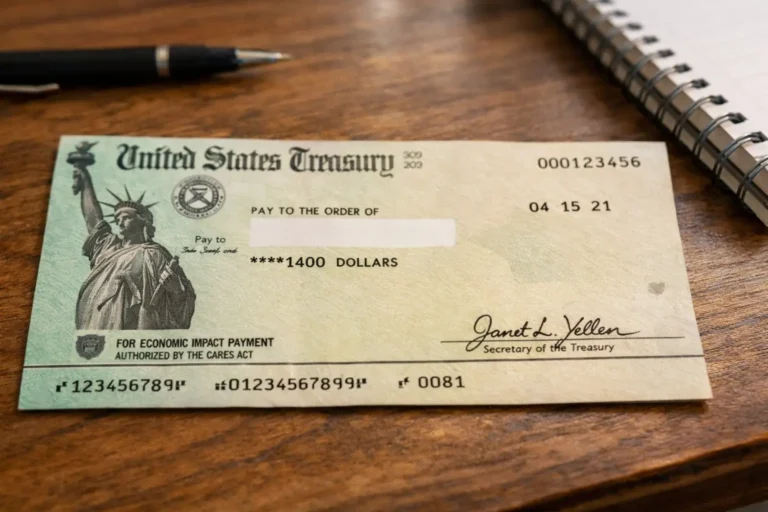 United States Treasury
000123456
04 15 21
PAY TO THE ORDER OF
Pay to
****1400 DOLLARS
Janet L. Yellen
Secretary of the Treasury
FOR ECONOMIC IMPACT PAYMENT
AUTHORIZED BY THE CARES ACT
123456789 01234567899 0081